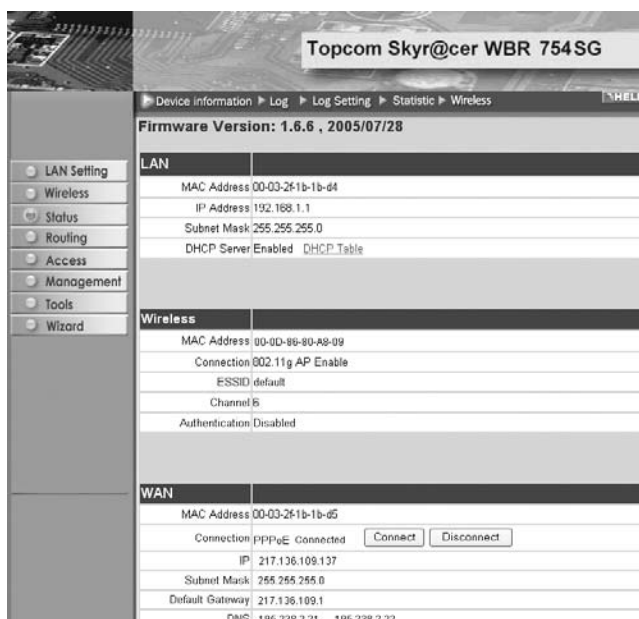 Topcom Skyr@cer WBR 754SG
Device information Log Log Setting Statistic Wireless
Firmware Version: 1.6.6 , 2005/07/28
LAN Setting
Wireless
Status
Routing
Access
Management
Tools
Wizard
LAN
MAC Address 00-03-2f-1b-1b-d4
IP Address 192.168.1.1
Subnet Mask 255.255.255.0
DHCP Server Enabled DHCP Table
Wireless
MAC Address 00-0D-86-80-A8-09
Connection 802.11g AP Enable
ESSID default
Channel 6
Authentication Disabled
WAN
MAC Address 00-03-2f-1b-1b-d5
Connection PPPoE Connected Connect Disconnect
IP 217.136.109.137
Subnet Mask 255.255.255.0
Default Gateway 217.136.109.1
DNS